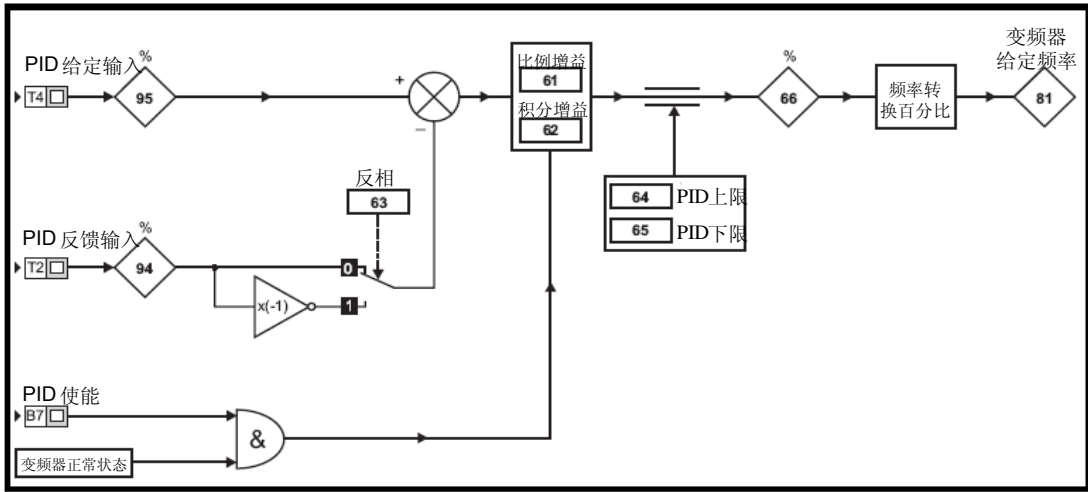 PID 给定输入
T4
%
95
+
−
比例增益
61
积分增益
62
%
66
频率转
换百分比
变频器
给定频率
81
64 PID上限
65 PID下限
反相
63
PID 反馈输入
T2
%
94
0
x(-1)
1
PID 使能
B7
&
变频器正常状态